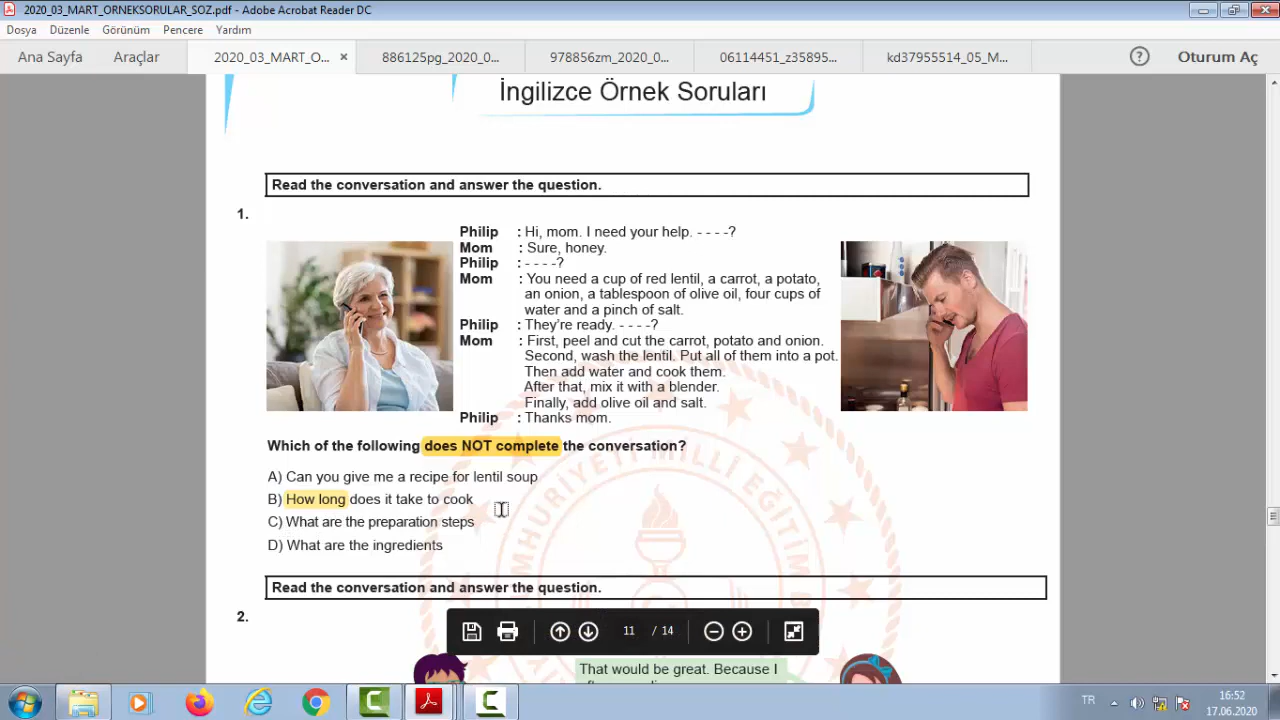 2020_03_MART_ORNEKSORULAR_SOZ.pdf - Adobe Acrobat Reader DC
Dosya Düzenle Görünüm Pencere Yardım
Ana Sayfa Araçlar 2020_03_MART_O... × 886125pg_2020_0... 978856zm_2020_0... 06114451_z35895... kd37955514_05_M... ? Oturum Aç
İngilizce Örnek Soruları
Read the conversation and answer the question.
1.
Philip : Hi, mom. I need your help. - - - -?
Mom : Sure, honey.
Philip : - - - -?
Mom : You need a cup of red lentil, a carrot, a potato,
an onion, a tablespoon of olive oil, four cups of
water and a pinch of salt.
Philip : They're ready. - - - -?
Mom : First, peel and cut the carrot, potato and onion.
Second, wash the lentil. Put all of them into a pot.
Then add water and cook them.
After that, mix it with a blender.
Finally, add olive oil and salt.
Philip : Thanks mom.
Which of the following does NOT complete the conversation?
A) Can you give me a recipe for lentil soup
B) How long does it take to cook
C) What are the preparation steps
D) What are the ingredients
Read the conversation and answer the question.
2.
11 / 14
That would be great. Because I
TR 16:52
17.06.2020